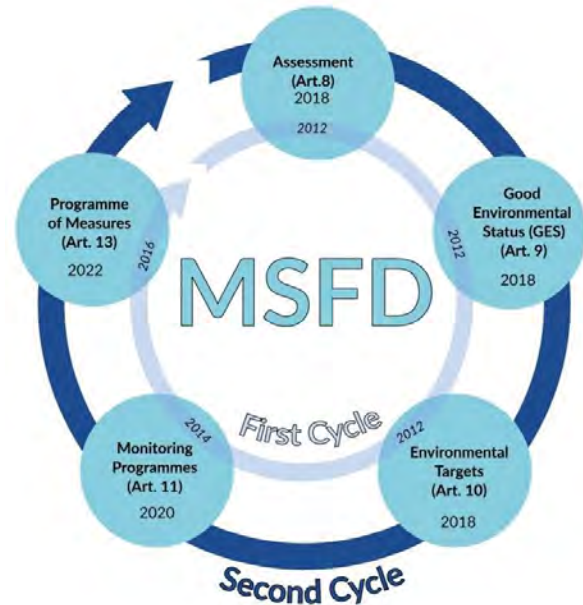 Assessment
(Art.8)
2018
2012
Good
Environmental
Status (GES)
(Art. 9)
2018
2012
Environmental
Targets
(Art. 10)
2018
2012
Monitoring
Programmes
(Art. 11)
2020
2014
Programme
of Measures
(Art. 13)
2022
2016
MSFD
First Cycle
Second Cycle